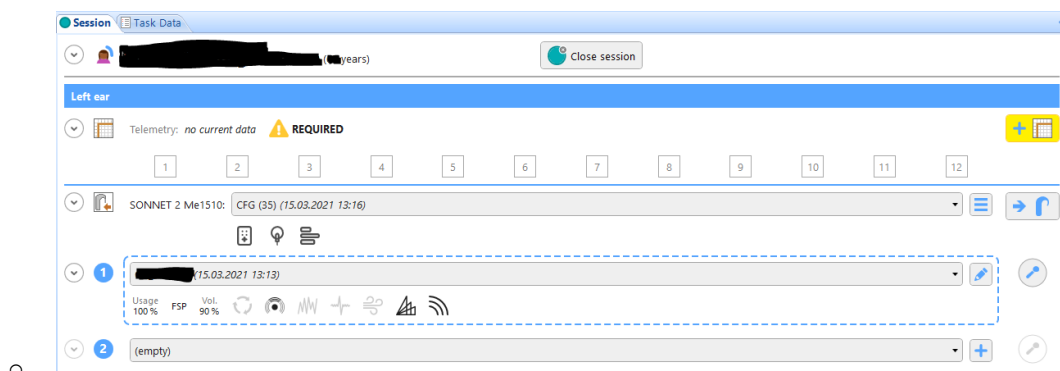 Session Task Data
( years) Close session
Left ear
Telemetry: no current data REQUIRED
1 2 3 4 5 6 7 8 9 10 11 12
SONNET 2 Me1510: CFG (35) (15.03.2021 13:16)
1 (15.03.2021 13:13)
Usage 100 % FSP Vol. 90 %
2 (empty)